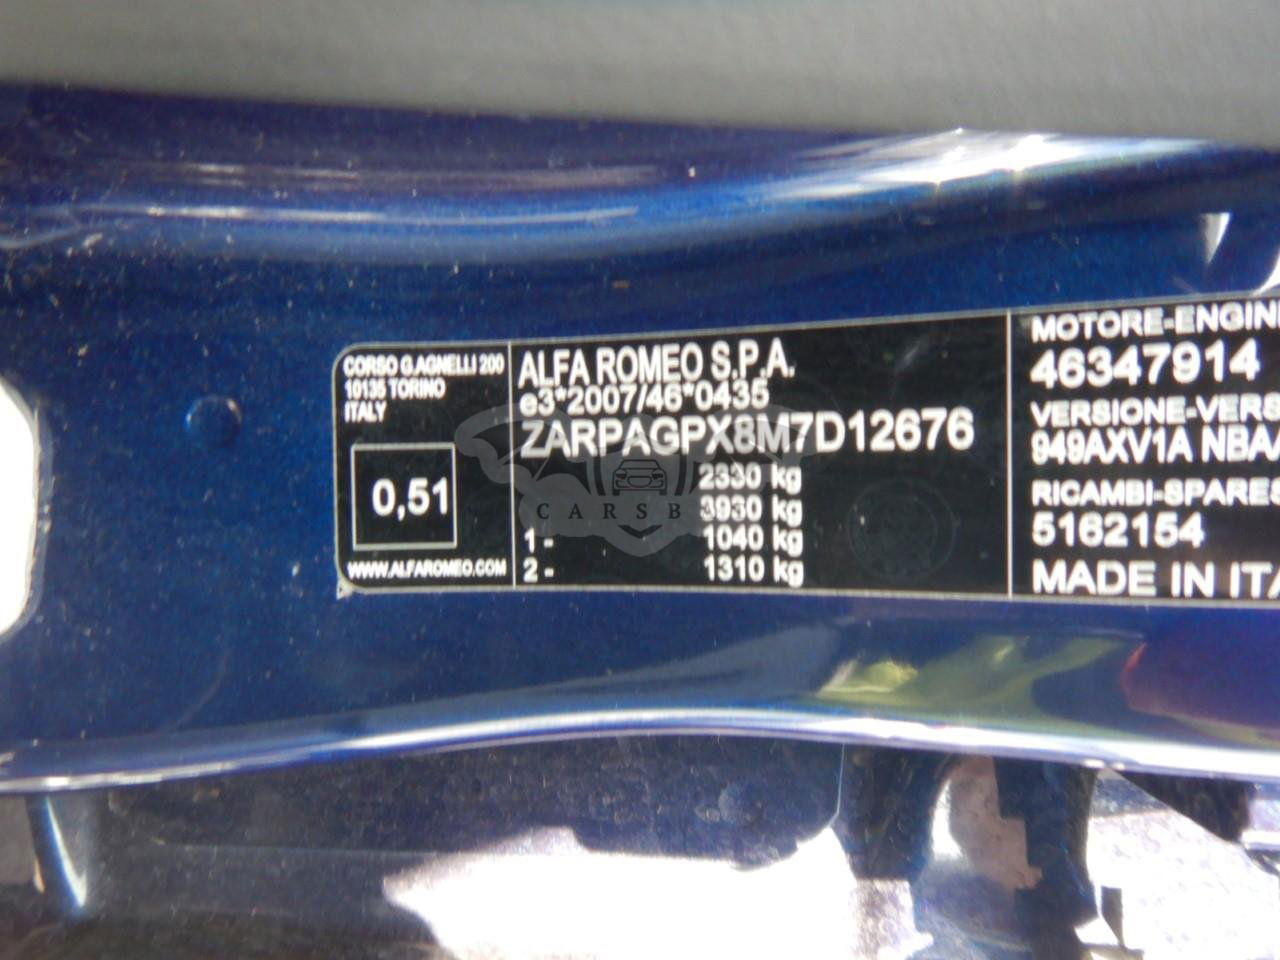 CORSO G.AGNELLI 200
10135 TORINO
ITALY
0,51
WWW.ALFAROMEO.COM
ALFA ROMEO S.P.A.
e3*2007/46*0435
ZARPAGPX8M7D12676
2330 kg
3930 kg
1 - 1040 kg
2 - 1310 kg
MOTORE-ENGINE
46347914
VERSIONE-VERS
949AXV1A NBAA
RICAMBI-SPARES
5162154
MADE IN ITA
CARSB